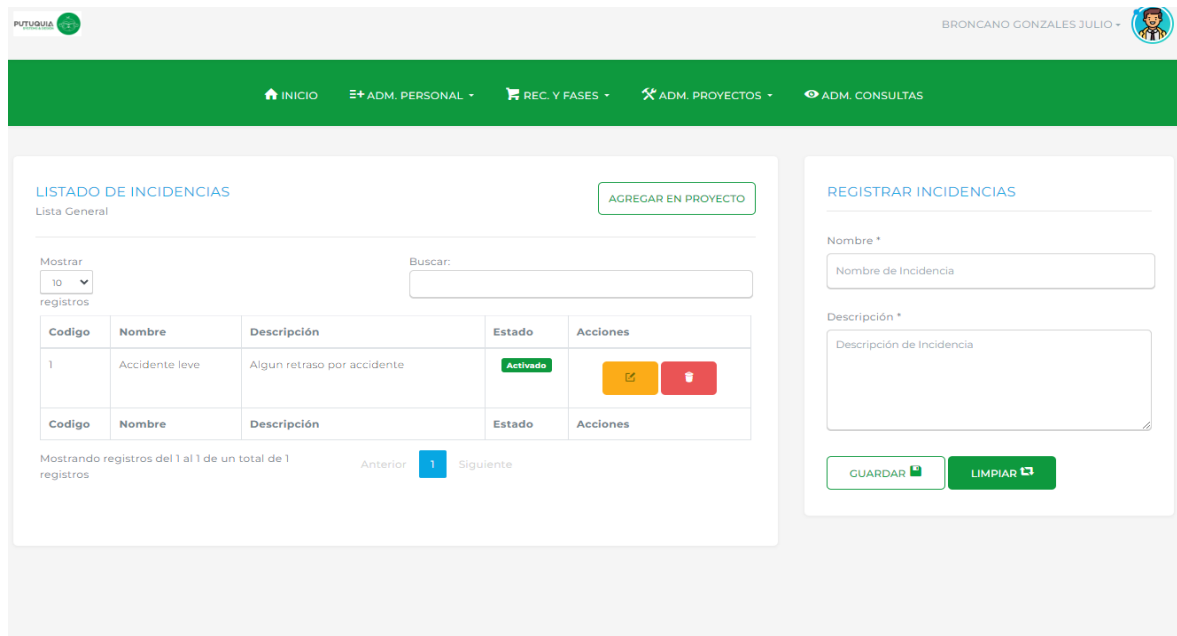 PUTUQUIA
BRONCANO GONZALES JULIO
INICIO ADM. PERSONAL REC. Y FASES ADM. PROYECTOS ADM. CONSULTAS
LISTADO DE INCIDENCIAS
Lista General
AGREGAR EN PROYECTO
Mostrar
10
registros
Buscar:
Codigo Nombre Descripción Estado Acciones
1 Accidente leve Algun retraso por accidente Activado
Codigo Nombre Descripción Estado Acciones
Mostrando registros del 1 al 1 de un total de 1
registros
Anterior 1 Siguiente
REGISTRAR INCIDENCIAS
Nombre *
Nombre de Incidencia
Descripción *
Descripción de Incidencia
GUARDAR LIMPIAR